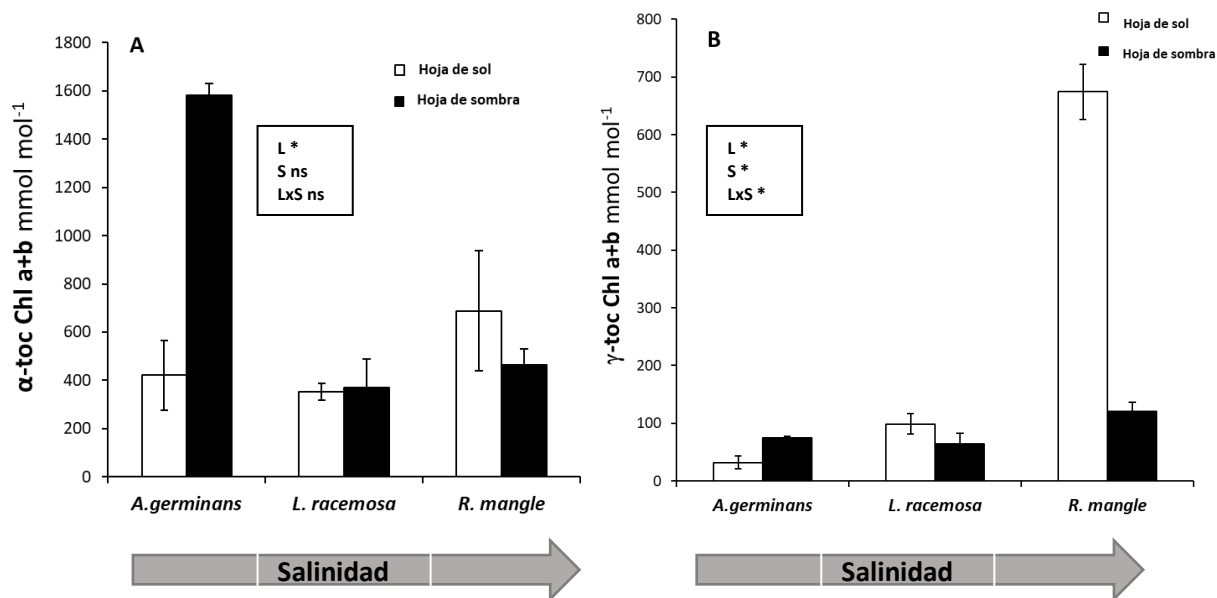 A
Hoja de sol
Hoja de sombra
L *
S ns
LxS ns
α-toc Chl a+b mmol mol-1
1800
1600
1400
1200
1000
800
600
400
200
0
A.germinans L. racemosa R. mangle
Salinidad
B
Hoja de sol
Hoja de sombra
L *
S *
LxS *
γ-toc Chl a+b mmol mol-1
800
700
600
500
400
300
200
100
0
A.germinans L. racemosa R. mangle
Salinidad